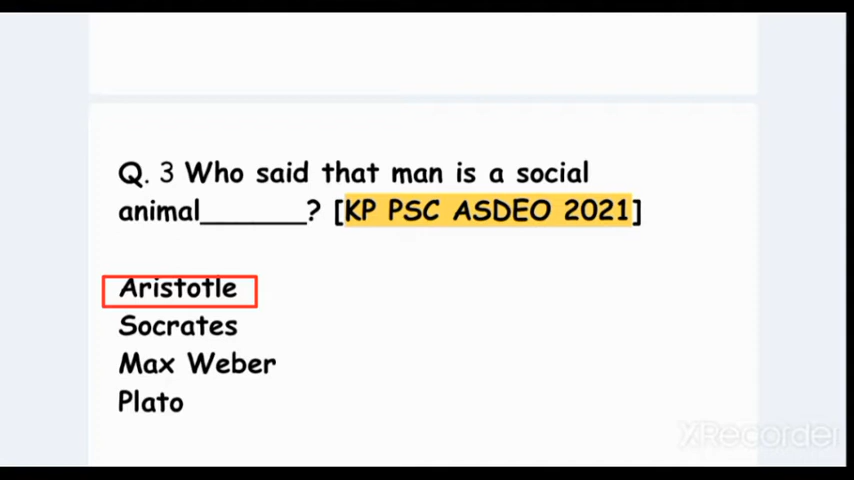 Q. 3 Who said that man is a social
animal______? [KP PSC ASDEO 2021]
Aristotle
Socrates
Max Weber
Plato
XRecorder